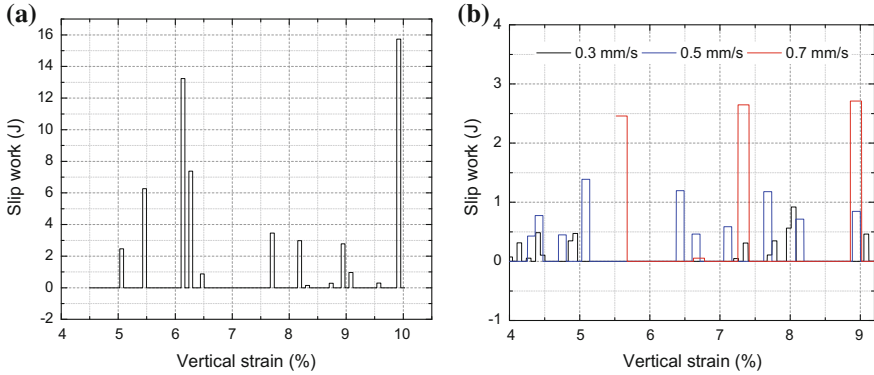 (a)
16
14
12
10
8
6
4
2
0
-2
Slip work (J)
4 5 6 7 8 9 10
Vertical strain (%)
(b)
4
3
2
1
0
-1
Slip work (J)
0.3 mm/s 0.5 mm/s 0.7 mm/s
4 5 6 7 8 9
Vertical strain (%)